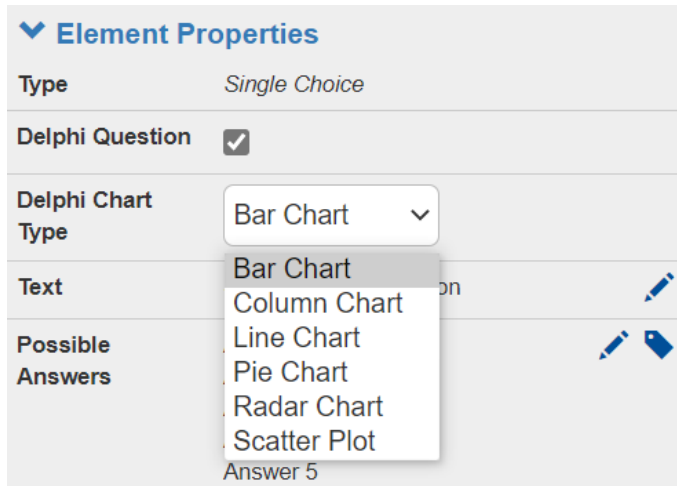 Element Properties
Type Single Choice
Delphi Question
Delphi Chart
Type
Bar Chart
Bar Chart
Column Chart
Line Chart
Pie Chart
Radar Chart
Scatter Plot
Text on
Possible
Answers
Answer 5